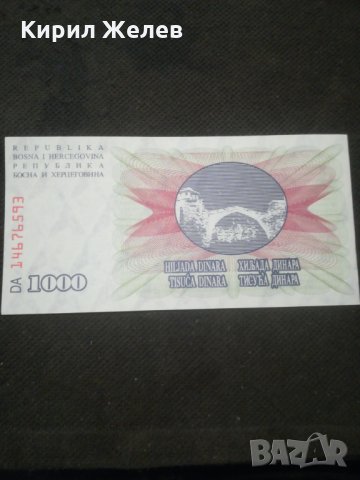 Кирил Желев
REPUBLIKA
BOSNA I HERCEGOVINA
РЕПУБЛИКА
БОСНА И ХЕРЦЕГОВИНА
DA 14676593
1000
HILJADA DINARA ХИЉАДА ДИНАРА
TISUĆA DINARA ТИСУЋА ДИНАРА
BAZAR